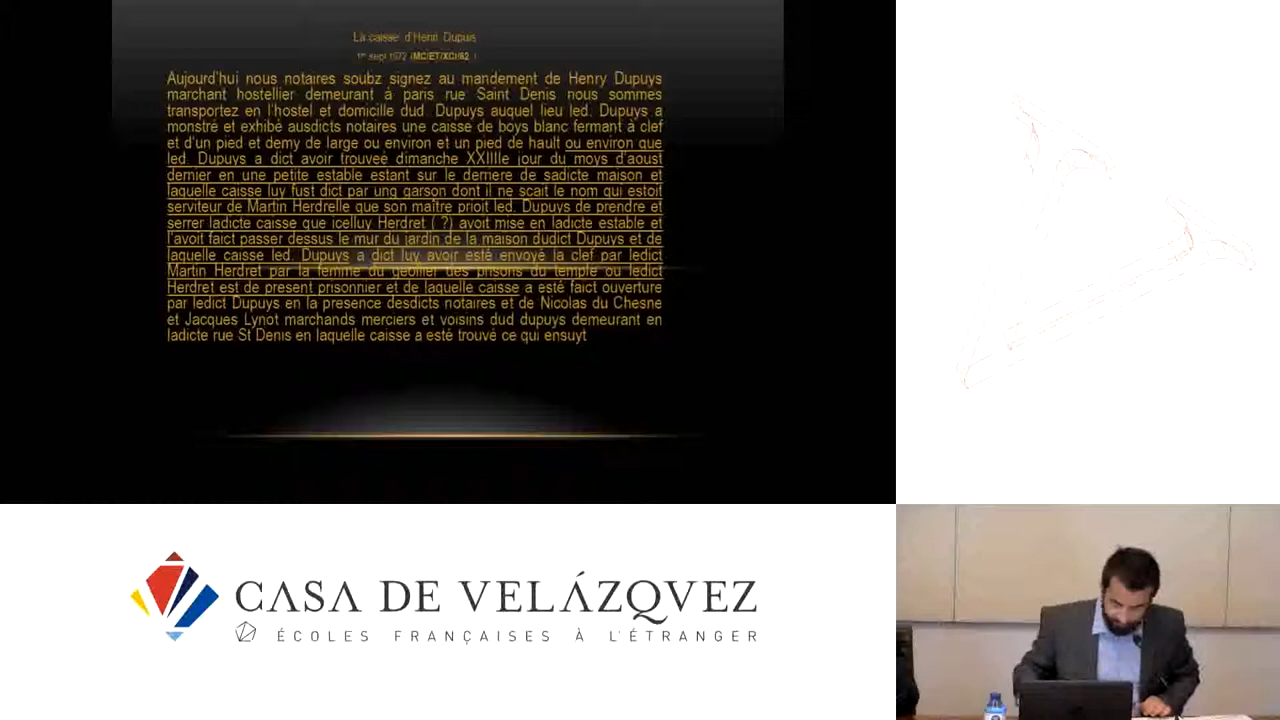 La caisse d'Henri Dupuis
1er sept 1572 (MC/ET/XCI/62 )
Aujourd'hui nous notaires soubz signez au mandement de Henry Dupuys
marchant hostellier demeurant à paris rue Saint Denis nous sommes
transportez en l'hostel et domicille dud. Dupuys auquel lieu led. Dupuys a
monstré et exhibé ausdicts notaires une caisse de boys blanc fermant à clef
et d'un pied et demy de large ou environ et un pied de hault ou environ que
led. Dupuys a dict avoir trouveé dimanche XXIIIIe jour du moys d'aoust
dernier en une petite estable estant sur le derriere de sadicte maison et
laquelle caisse luy fust dict par ung garson dont il ne scait le nom qui estoit
serviteur de Martin Herdrelle que son maître prioit led. Dupuys de prendre et
serrer ladicte caisse que icelluy Herdret ( ?) avoit mise en ladicte estable et
l'avoit faict passer dessus le mur du jardin de la maison dudict Dupuys et de
laquelle caisse led. Dupuys a dict luy avoir esté envoyé la clef par ledict
Martin Herdret par la femme du geollier des prisons du temple ou ledict
Herdret est de present prisonnier et de laquelle caisse a esté faict ouverture
par ledict Dupuys en la presence desdicts notaires et de Nicolas du Chesne
et Jacques Lynot marchands merciers et voisins dud dupuys demeurant en
ladicte rue St Denis en laquelle caisse a esté trouvé ce qui ensuyt
CASA DE VELÁZQVEZ
ÉCOLES FRANÇAISES À L'ÉTRANGER